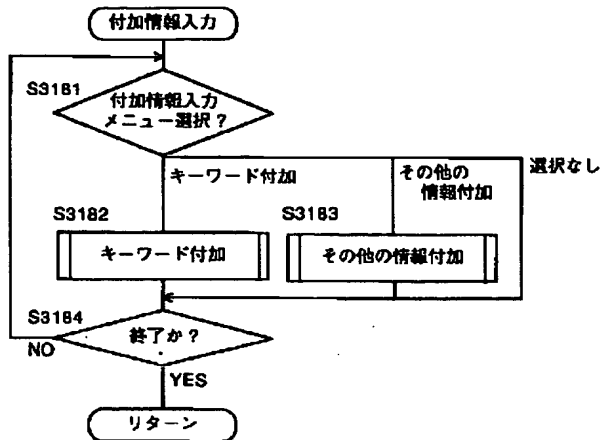 付加情報入力
S3181
付加情報入力
メニュー選択？
キーワード付加
その他の
情報付加
選択なし
S3182
キーワード付加
S3183
その他の情報付加
S3184
終了か？
NO
YES
リターン